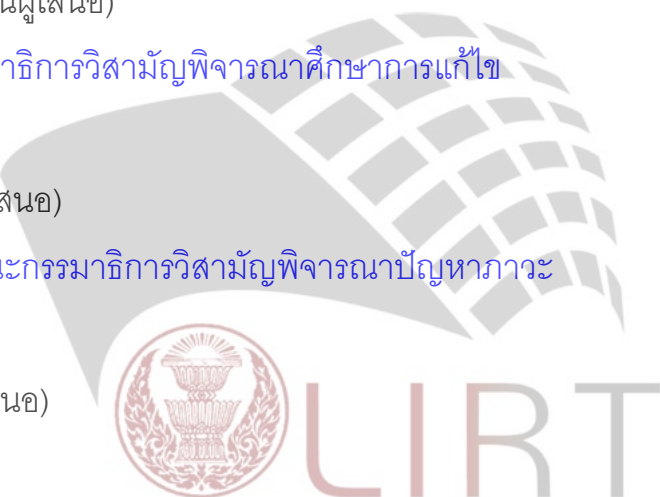 นผู้เสนอ)
าธิการวิสามัญพิจารณาศึกษาการแก้ไข
สนอ)
นะกรรมาธิการวิสามัญพิจารณาปัญหาภาวะ
นอ)
LIRT